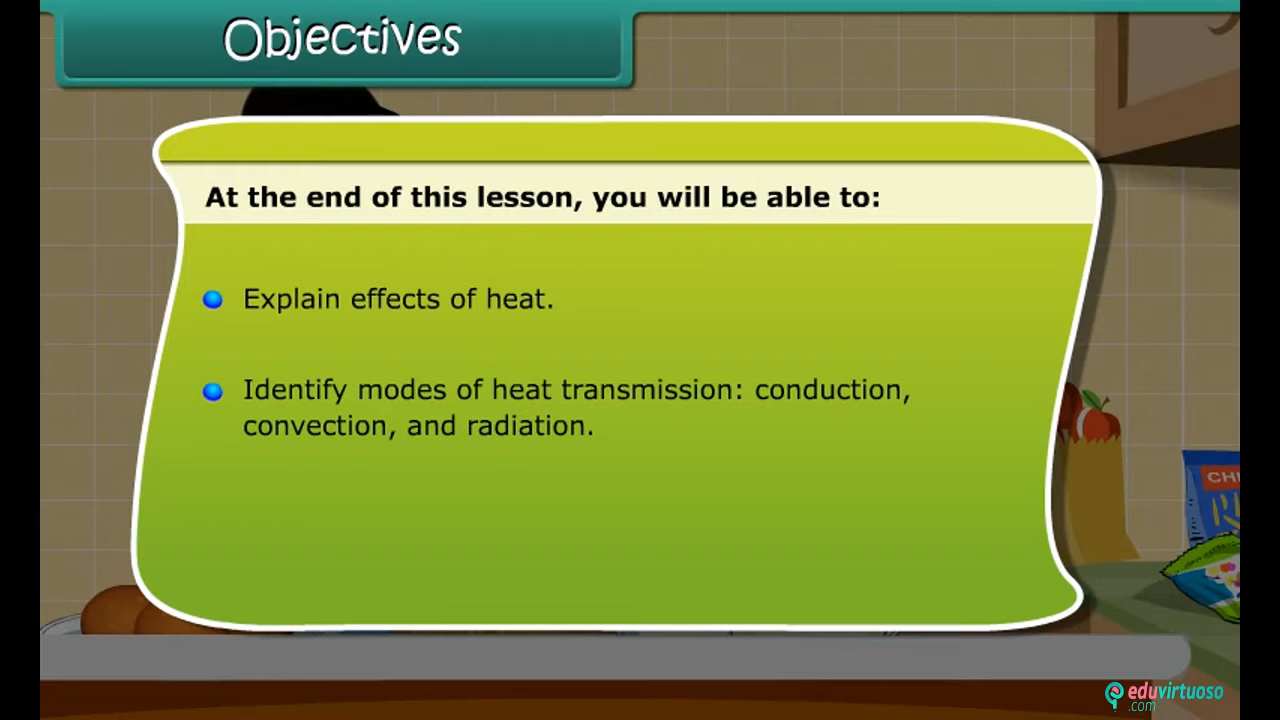 Objectives
At the end of this lesson, you will be able to:
Explain effects of heat.
Identify modes of heat transmission: conduction,
convection, and radiation.
eduvirtuoso
.com